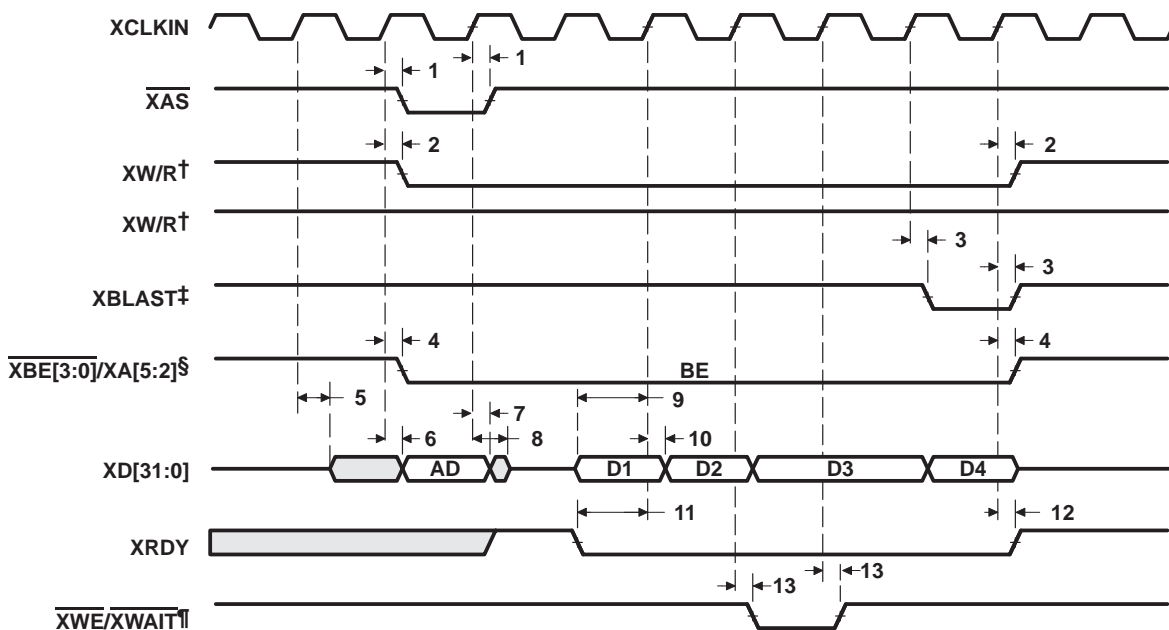 XCLKIN
1 1
XAS
2 2
XW/R†
XW/R†
3
3
XBLAST‡
4 4
XBE[3:0]/XA[5:2]§
BE
5 9
7
6 8 10
XD[31:0]
AD D1 D2 D3 D4
11 12
XRDY
13 13
XWE/XWAIT¶